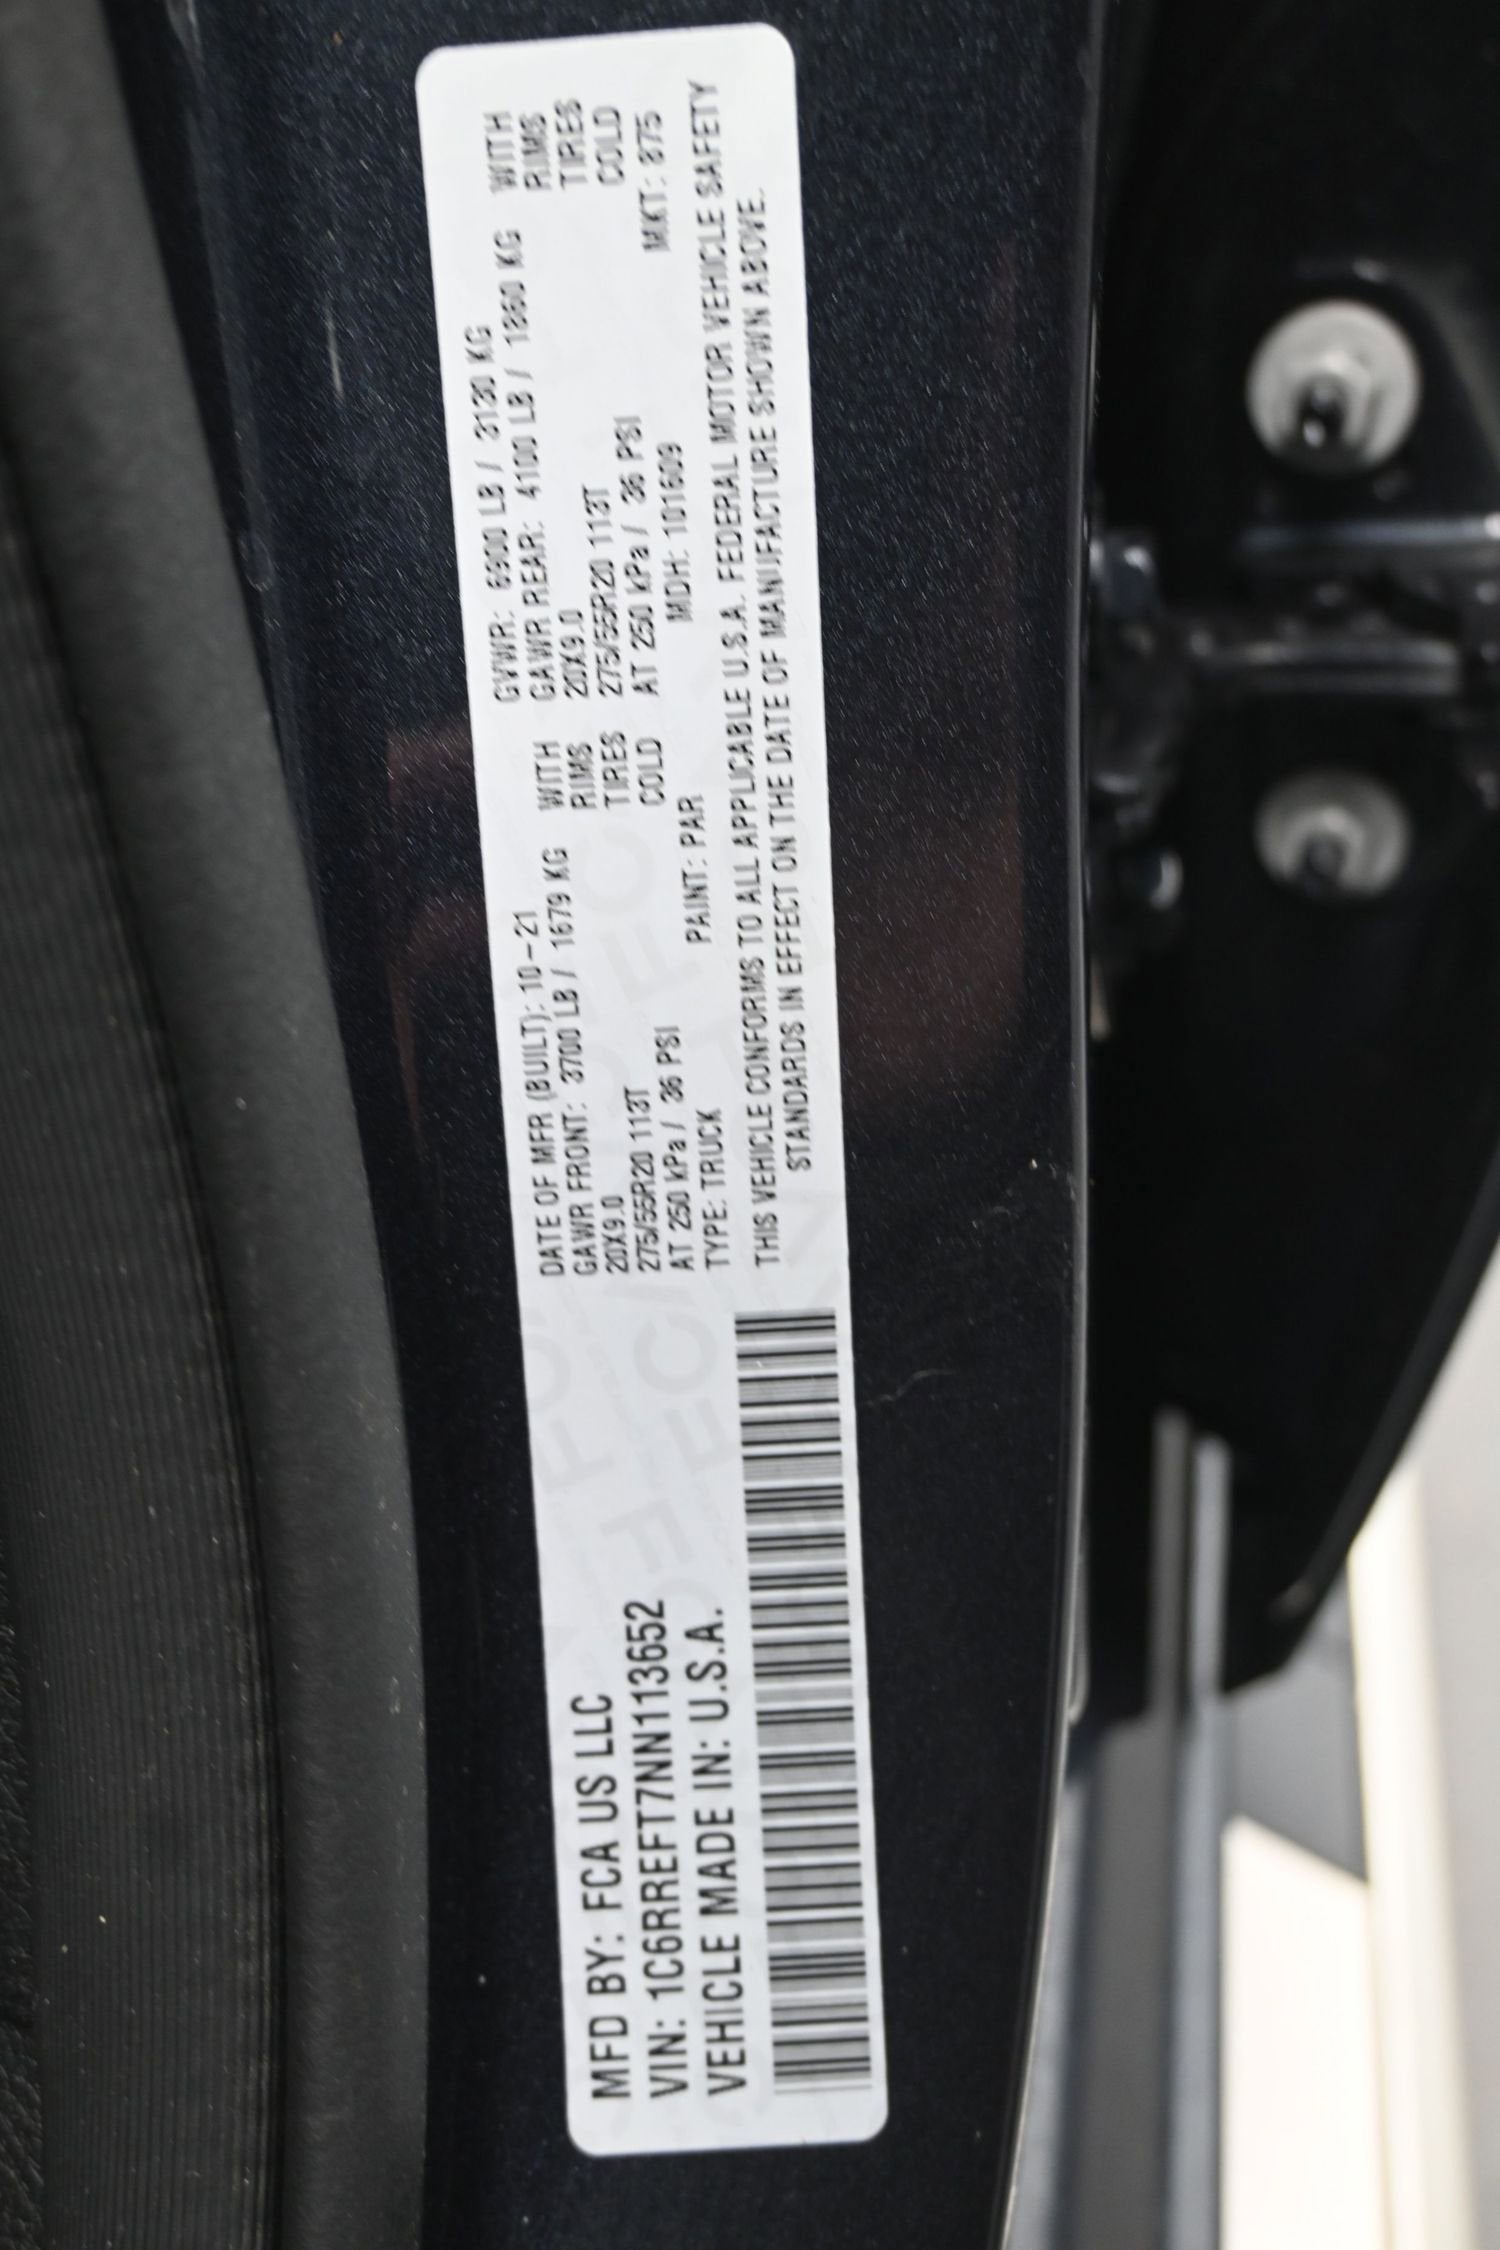 MFD BY: FCA US LLC
VIN: 1C6RREFT7NN113652
VEHICLE MADE IN: U.S.A.
DATE OF MFR (BUILT): 10-21
GAWR FRONT: 3700 LB / 1679 KG WITH
20X9.0 RIMS
275/55R20 113T TIRES
AT 250 kPa / 36 PSI COLD
TYPE: TRUCK PAINT: PAR
GVWR: 6900 LB / 3130 KG
GAWR REAR: 4100 LB / 1860 KG WITH
20X9.0 RIMS
275/55R20 113T TIRES
AT 250 kPa / 36 PSI COLD
MDH: 101609 MKT: 875
THIS VEHICLE CONFORMS TO ALL APPLICABLE U.S.A. FEDERAL MOTOR VEHICLE SAFETY
STANDARDS IN EFFECT ON THE DATE OF MANUFACTURE SHOWN ABOVE.